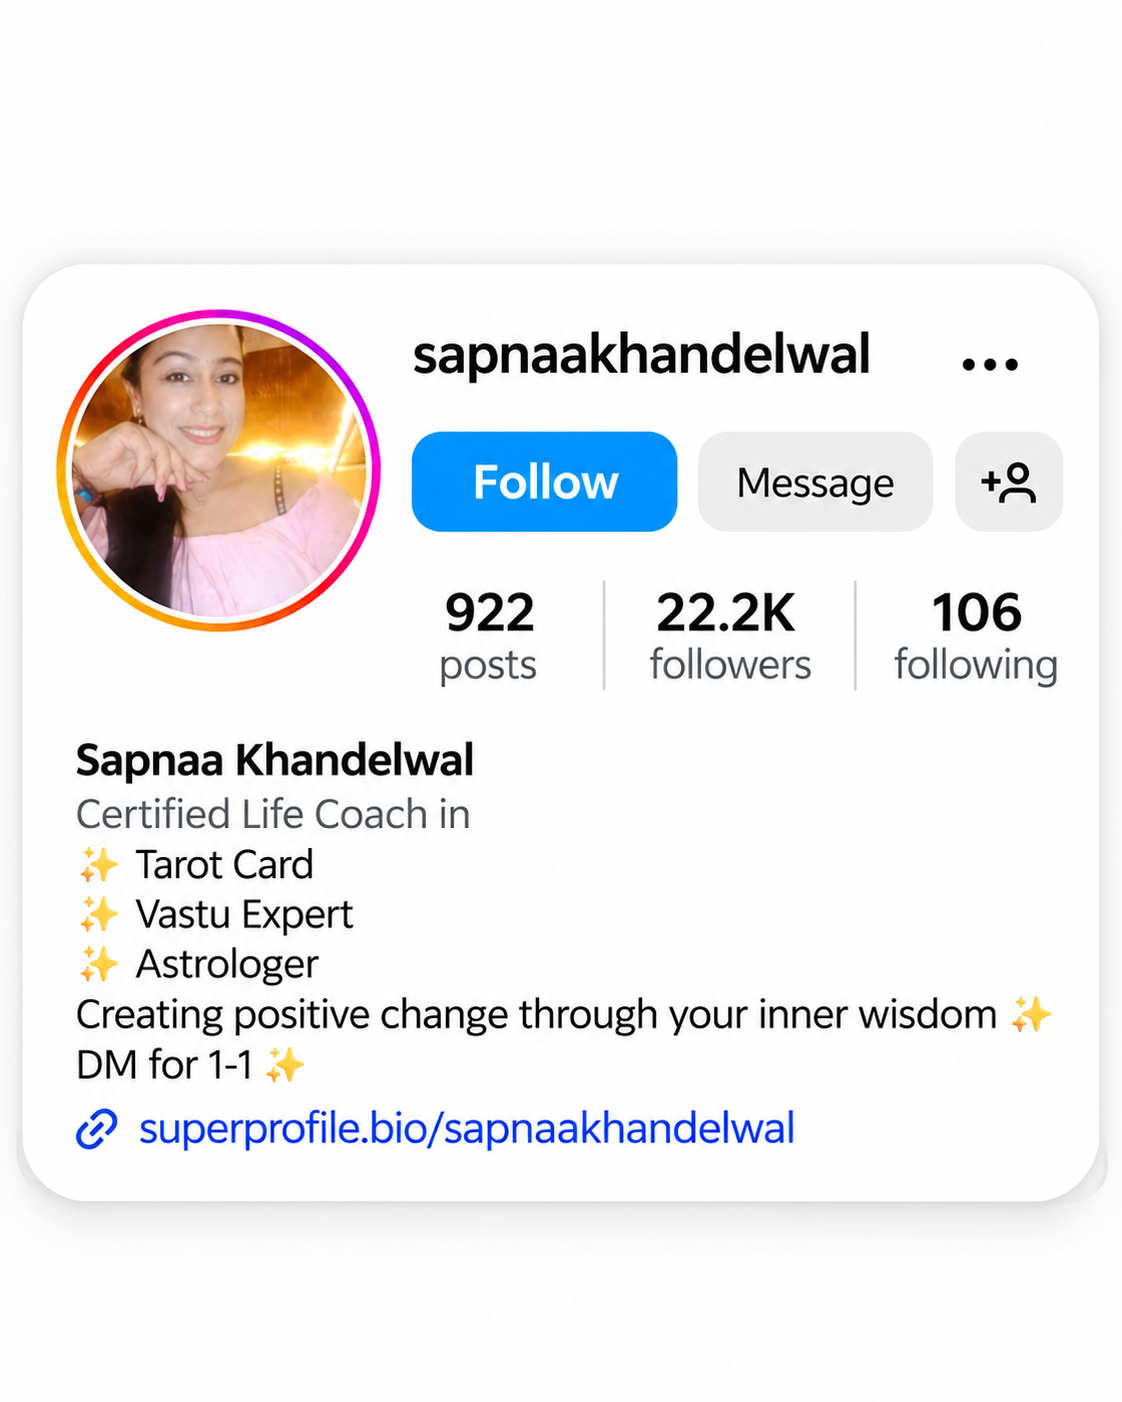 sapnaakhandelwal
Follow
Message
922
posts
22.2K
followers
106
following
Sapnaa Khandelwal
Certified Life Coach in
✨ Tarot Card
✨ Vastu Expert
✨ Astrologer
Creating positive change through your inner wisdom ✨
DM for 1-1 ✨
superprofile.bio/sapnaakhandelwal